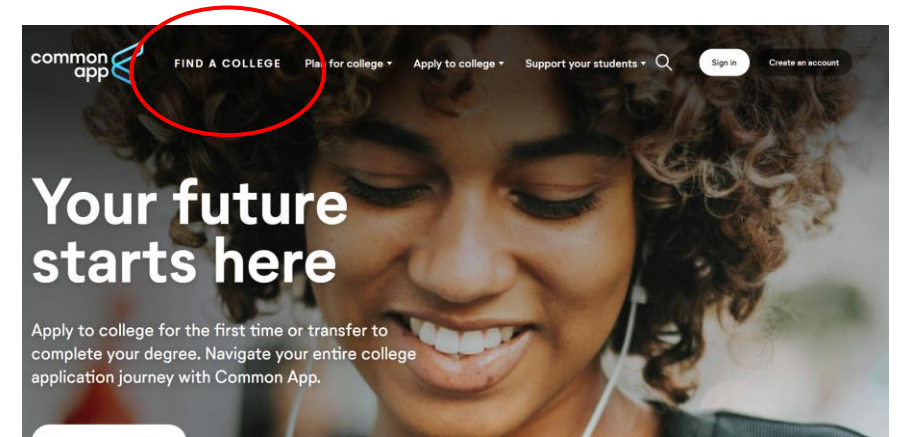 common
app
FIND A COLLEGE Plan for college Apply to college Support your students Sign in Create an account
Your future
starts here
Apply to college for the first time or transfer to
complete your degree. Navigate your entire college
application journey with Common App.